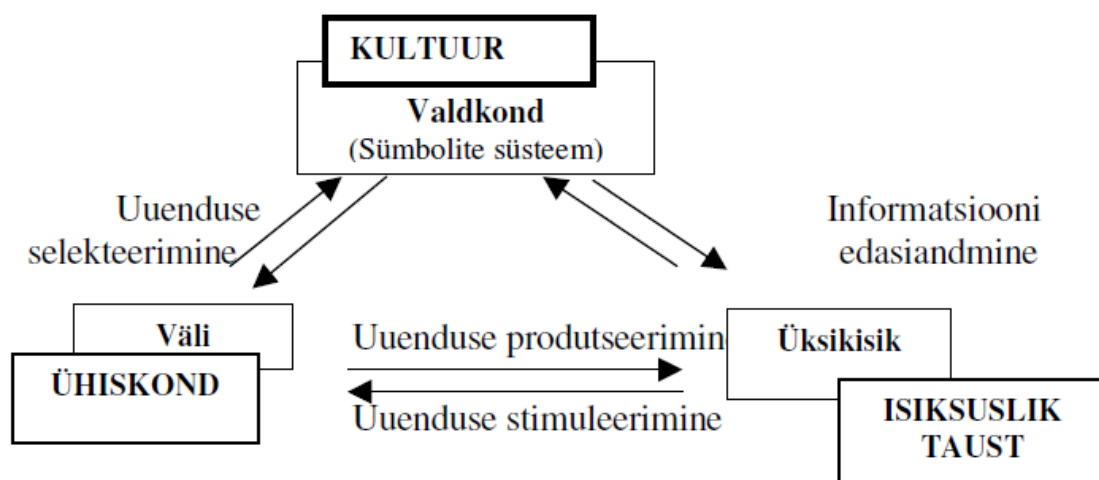 KULTUUR
Valdkond
(Sümbolite süsteem)
Uuenduse
selekteerimine
Informatsiooni
edasiandmine
Väli
ÜHISKOND
Uuenduse produtseerimin
Uuenduse stimuleerimine
Üksikisik
ISIKSUSLIK
TAUST